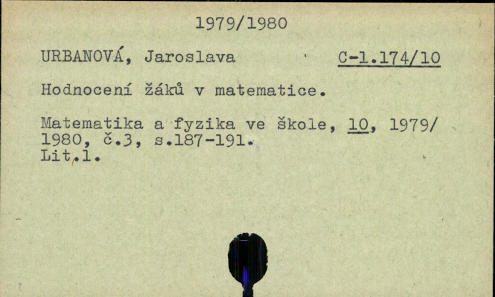 1979/1980
URBANOVÁ, Jaroslava C-1.174/10
Hodnocení žáků v matematice.
Matematika a fyzika ve škole, 10, 1979/
1980, č.3, s.187-191.
Lit.1.